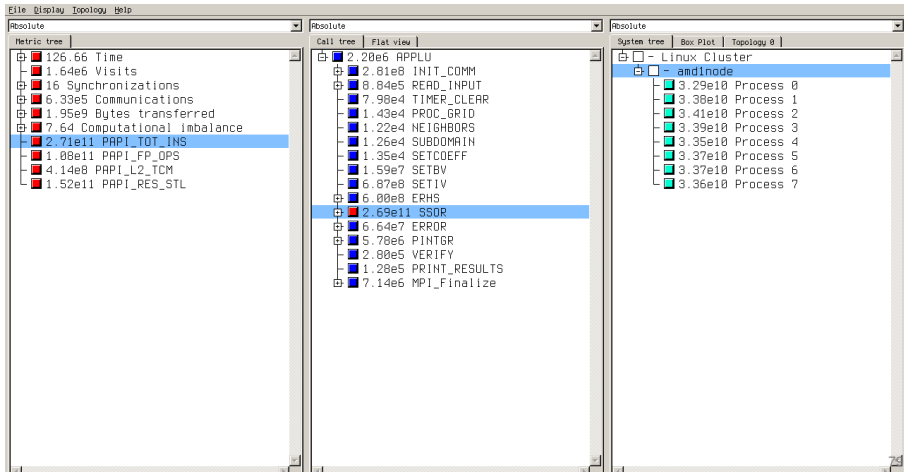 File Display Topology Help
Absolute
Absolute
Absolute
Metric tree
Call tree
Flat view
System tree
Box Plot
Topology 0
126.66 Time
1.64e6 Visits
16 Synchronizations
6.33e5 Communications
1.95e9 Bytes transferred
7.64 Computational imbalance
2.71e11 PAPI_TOT_INS
1.08e11 PAPI_FP_OPS
4.14e8 PAPI_L2_TCM
1.52e11 PAPI_RES_STL
2.20e6 APPLU
2.81e8 INIT_COMM
8.84e5 READ_INPUT
7.98e4 TIMER_CLEAR
1.43e4 PROC_GRID
1.22e4 NEIGHBORS
1.26e4 SUBDOMAIN
1.35e4 SETCOEFF
1.59e7 SETBV
6.87e8 SETIV
6.00e8 ERHS
2.69e11 SSOR
6.64e7 ERROR
5.78e6 PINTGR
2.80e5 VERIFY
1.28e5 PRINT_RESULTS
7.14e6 MPI_Finalize
- Linux Cluster
- amd1node
3.29e10 Process 0
3.38e10 Process 1
3.41e10 Process 2
3.39e10 Process 3
3.35e10 Process 4
3.37e10 Process 5
3.37e10 Process 6
3.36e10 Process 7